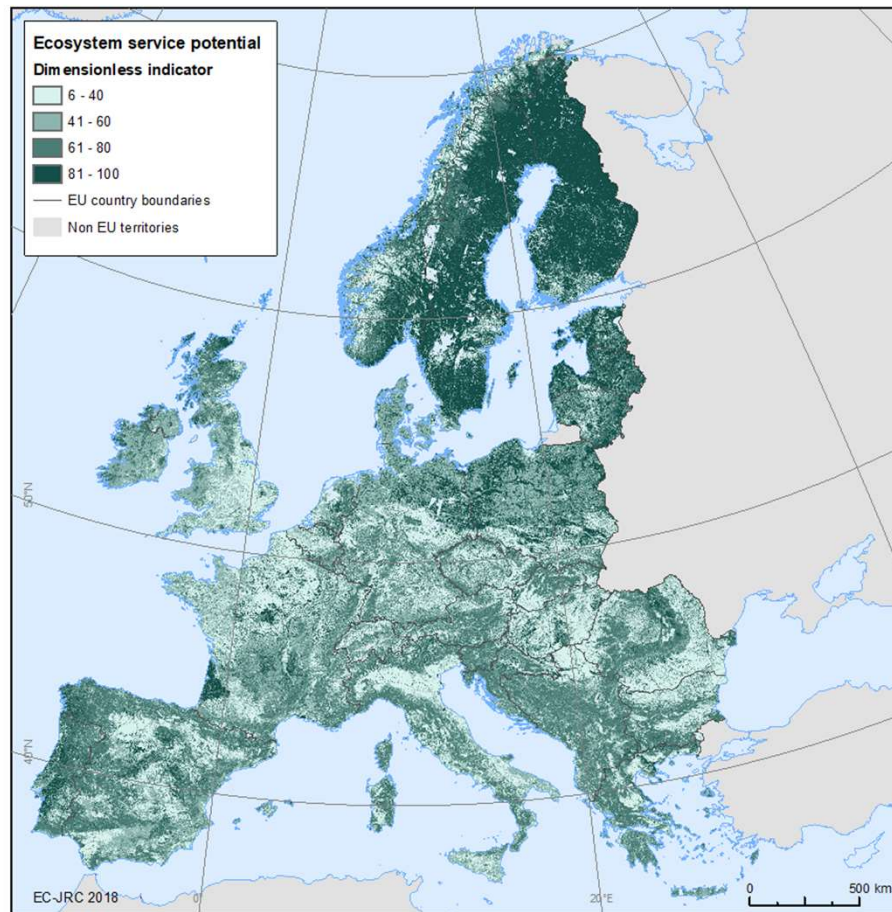 Ecosystem service potential
Dimensionless indicator
6 - 40
41 - 60
61 - 80
81 - 100
EU country boundaries
Non EU territories
50°N
40°N
EC-JRC 2018
0°
20°E
0
500 km